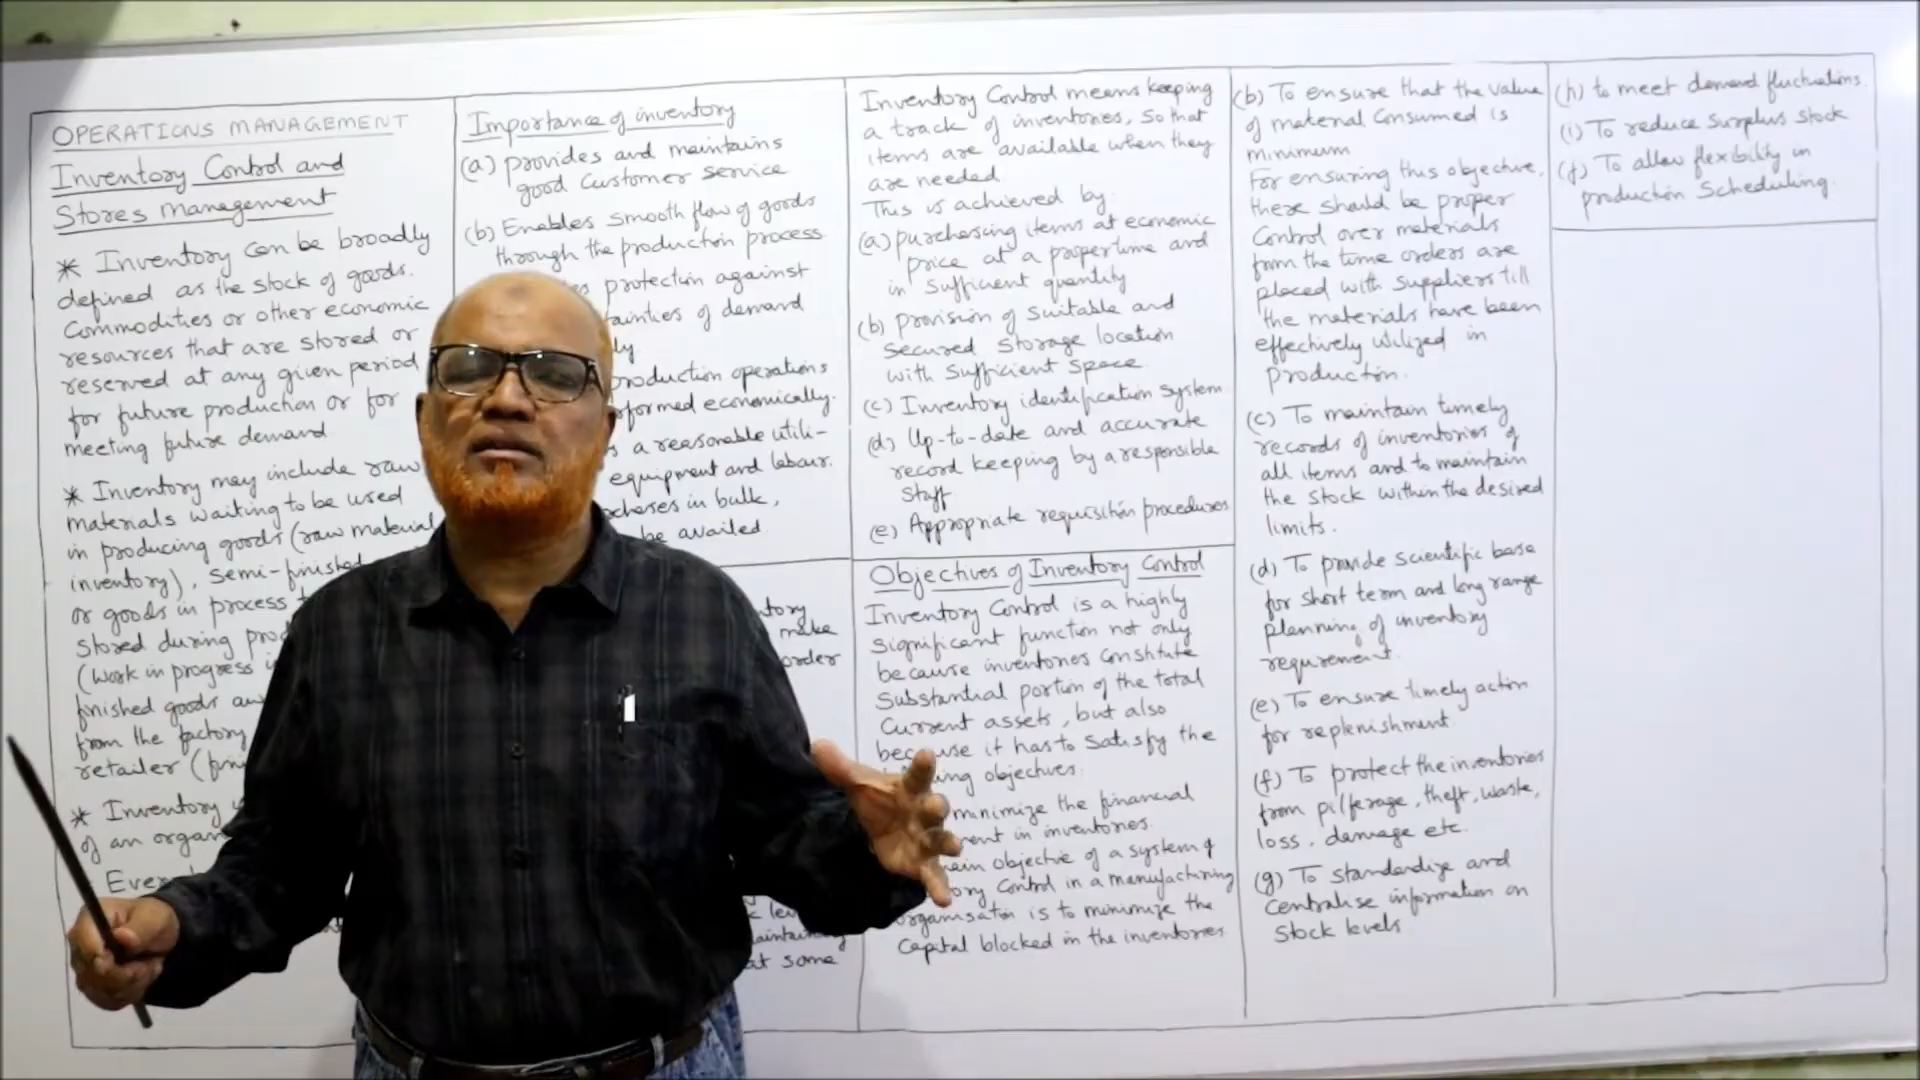 OPERATIONS MANAGEMENT
Inventory Control and
Stores Management
* Inventory can be broadly
defined as the stock of goods.
Commodities or other economic
resources that are stored or
reserved at any given period
for future production or for
meeting future demand
* Inventory may include raw
materials waiting to be used
in producing goods (raw material
inventory), semi-finished
or goods in process
stored during
(work in progress
finished goods
from the factory
retailer
* Inventory
of an
Importance of inventory
(a) provides and maintains
good customer service
(b) Enables smooth flow of goods
through the production process
protection against
of demand
production operations
economically.
a reasonable utili-
equipment and labour.
in bulk,
be availed
make
order
at some
Inventory Control means keeping
a track of inventories, so that
items are available when they
are needed
This is achieved by:
(a) purchasing items at economic
price at a proper time and
in sufficient quantity
(b) provision of suitable and
secured storage location
with sufficient space
(c) Inventory identification system
(d) Up-to-date and accurate
record keeping by a responsible
staff
(e) Appropriate requisition procedures
Objectives of Inventory Control
Inventory Control is a highly
significant function not only
because inventories constitute
substantial portion of the total
current assets, but also
because it has to satisfy the
objectives.
minimize the financial
in inventories.
objective of a system of
control in a manufacturing
organisation is to minimize the
capital blocked in the inventories
(b) To ensure that the value
of material consumed is
minimum
For ensuring this objective,
there should be proper
control over materials
from the time orders are
placed with suppliers till
the materials have been
effectively utilized in
production.
(c) To maintain timely
records of inventories of
all items and to maintain
the stock within the desired
limits.
(d) To provide scientific base
for short term and long range
planning of inventory
requirement.
(e) To ensure timely action
for replenishment
(f) To protect the inventories
from pilferage, theft, waste,
loss, damage etc.
(g) To standardize and
centralise information on
stock levels
(h) to meet demand fluctuations.
(i) To reduce surplus stock
(j) To allow flexibility in
production scheduling.